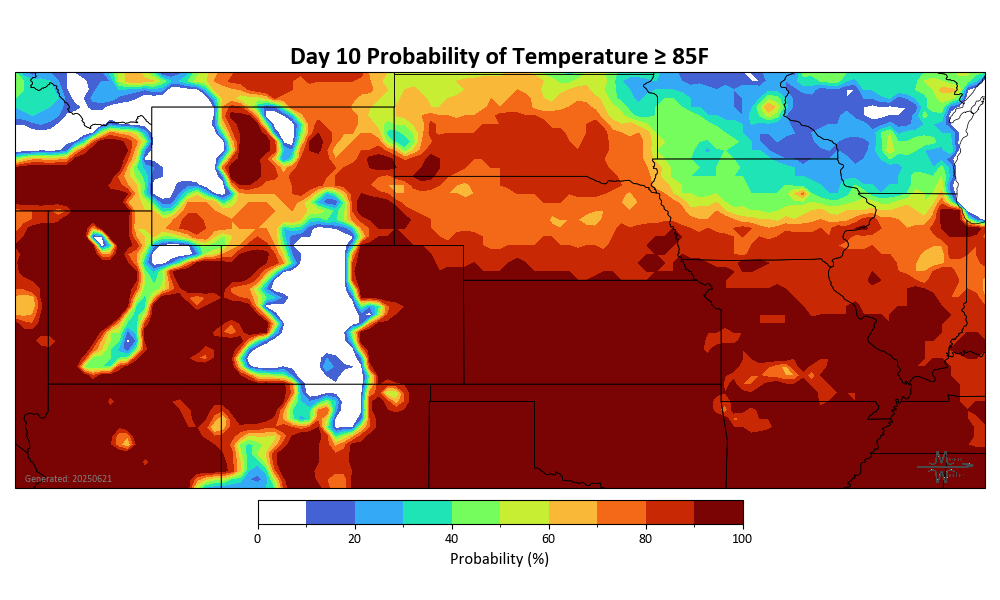 Day 10 Probability of Temperature ≥ 85F
Generated: 20250621
0 20 40 60 80 100
Probability (%)